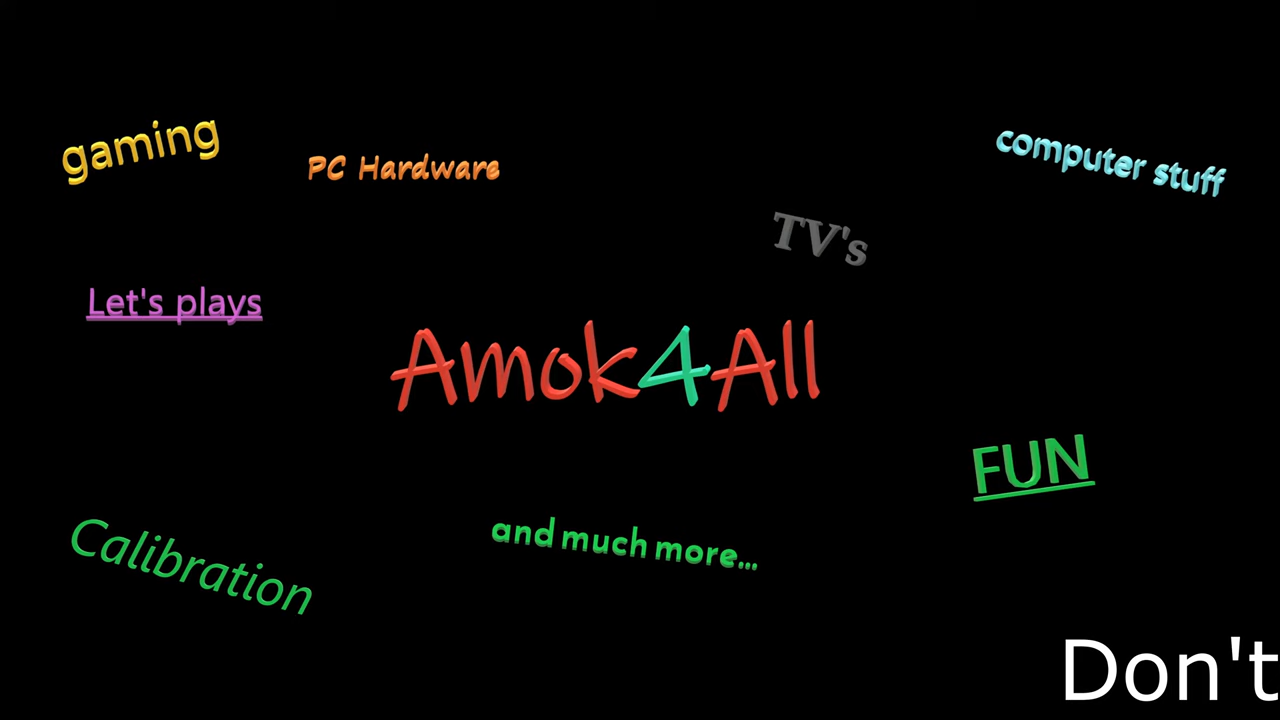 gaming
PC Hardware
computer stuff
TV's
Let's plays
Amok4All
FUN
Calibration
and much more...
Don't